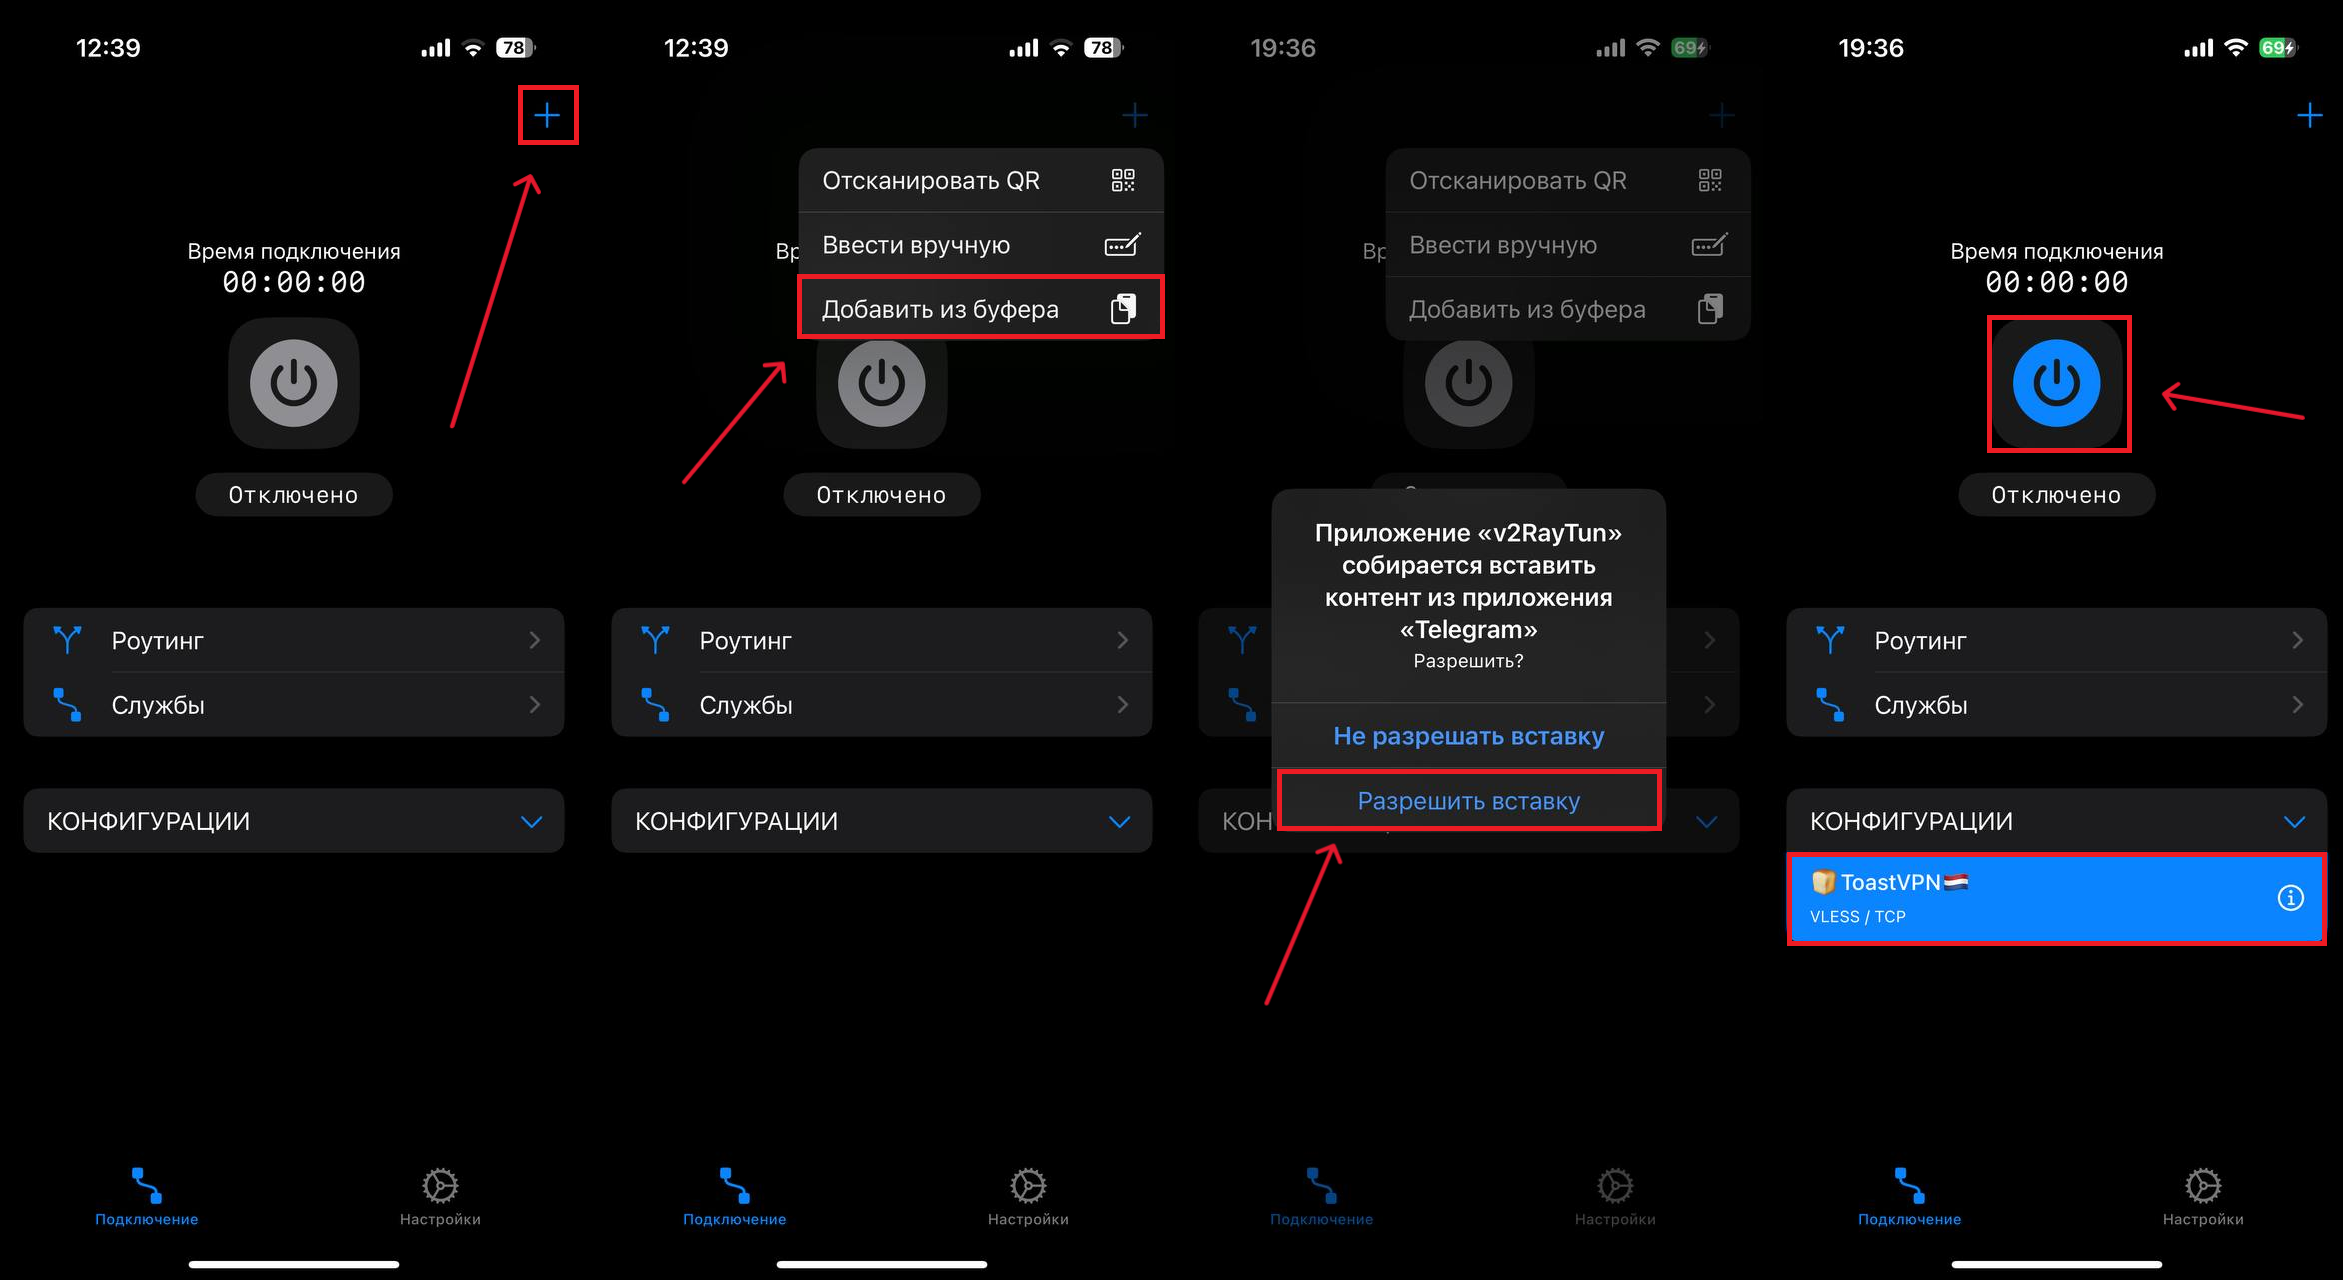 12:39
78
Время подключения
00:00:00
Отключено
Роутинг
Службы
КОНФИГУРАЦИИ
Подключение
Настройки
12:39
78
Отсканировать QR
Ввести вручную
Добавить из буфера
Вр
Отключено
Роутинг
Службы
КОНФИГУРАЦИИ
Подключение
Настройки
19:36
69
Отсканировать QR
Ввести вручную
Добавить из буфера
Вр
Приложение «v2RayTun»
собирается вставить
контент из приложения
«Telegram»
Разрешить?
Не разрешать вставку
Разрешить вставку
КОН
Подключение
Настройки
19:36
69
Время подключения
00:00:00
Отключено
Роутинг
Службы
КОНФИГУРАЦИИ
ToastVPN
VLESS / TCP
Подключение
Настройки